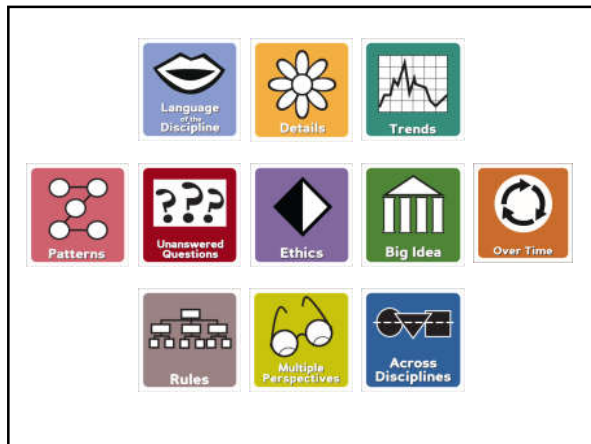 Language
of the
Discipline
Details
Trends
Patterns
???
Unanswered
Questions
Ethics
Big Idea
Over Time
Rules
Multiple
Perspectives
Across
Disciplines